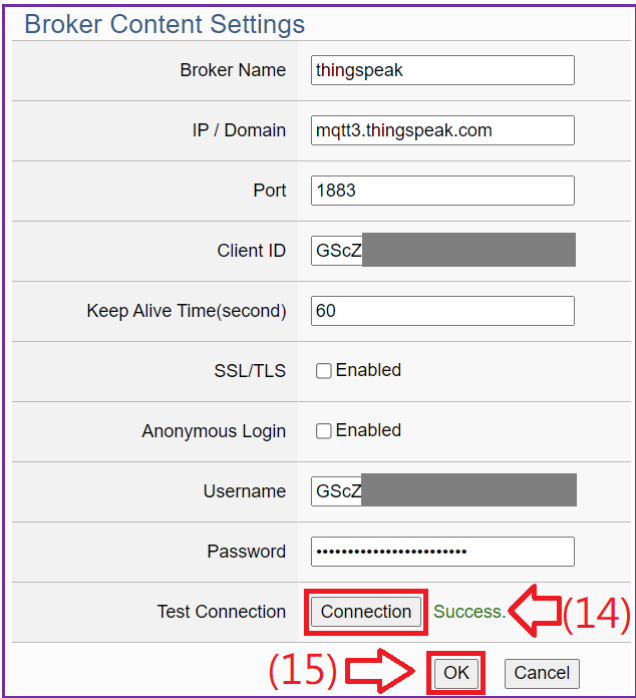 Broker Content Settings
Broker Name thingspeak
IP / Domain mqtt3.thingspeak.com
Port 1883
Client ID GScZ
Keep Alive Time(second) 60
SSL/TLS Enabled
Anonymous Login Enabled
Username GScZ
Password ••••••••••••••••••••••••
Test Connection Connection Success. (14)
(15) OK Cancel